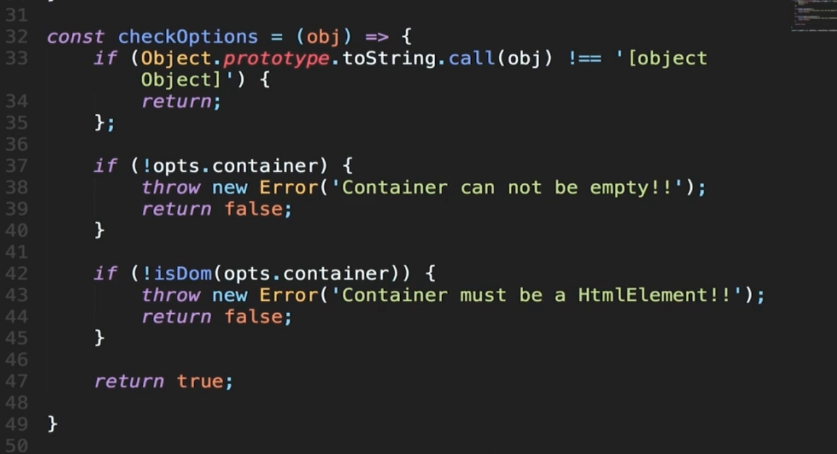 31
32 const checkOptions = (obj) => {
33 if (Object.prototype.toString.call(obj) !== '[object
Object]') {
34 return;
35 };
36
37 if (!opts.container) {
38 throw new Error('Container can not be empty!!');
39 return false;
40 }
41
42 if (!isDom(opts.container)) {
43 throw new Error('Container must be a HtmlElement!!');
44 return false;
45 }
46
47 return true;
48
49 }
50